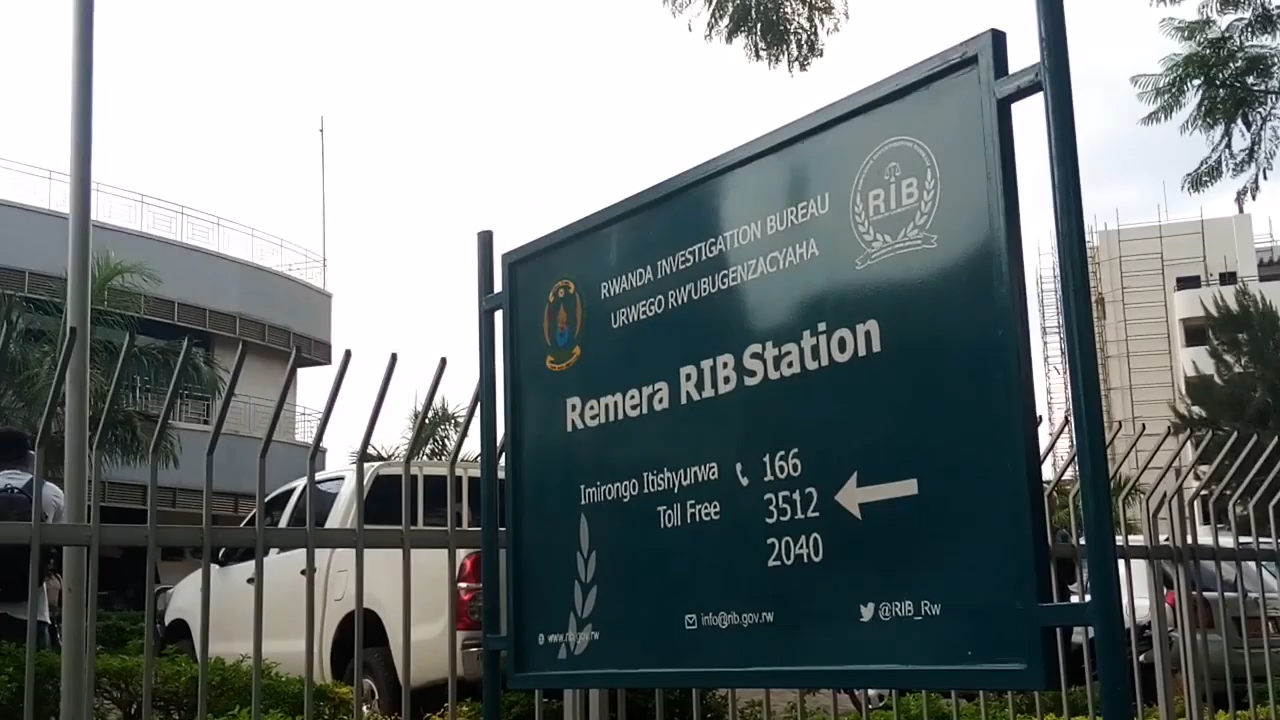 RWANDA INVESTIGATION BUREAU
URWEGO RW'UBUGENZACYAHA
RIB
Remera RIB Station
Imirongo Itishyurwa 166
Toll Free 3512
2040
www.rib.gov.rw
info@rib.gov.rw
@RIB_Rw